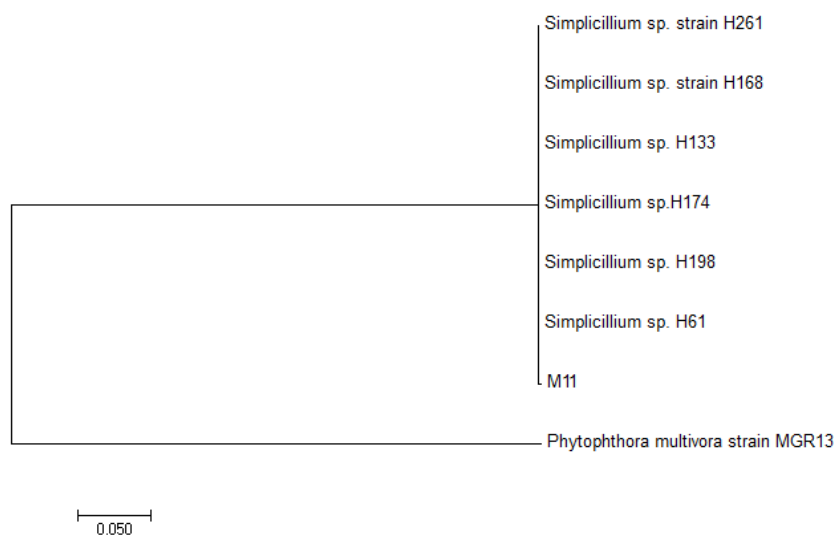 Simplicillium sp. strain H261
Simplicillium sp. strain H168
Simplicillium sp. H133
Simplicillium sp.H174
Simplicillium sp. H198
Simplicillium sp. H61
M11
Phytophthora multivora strain MGR13
0.050